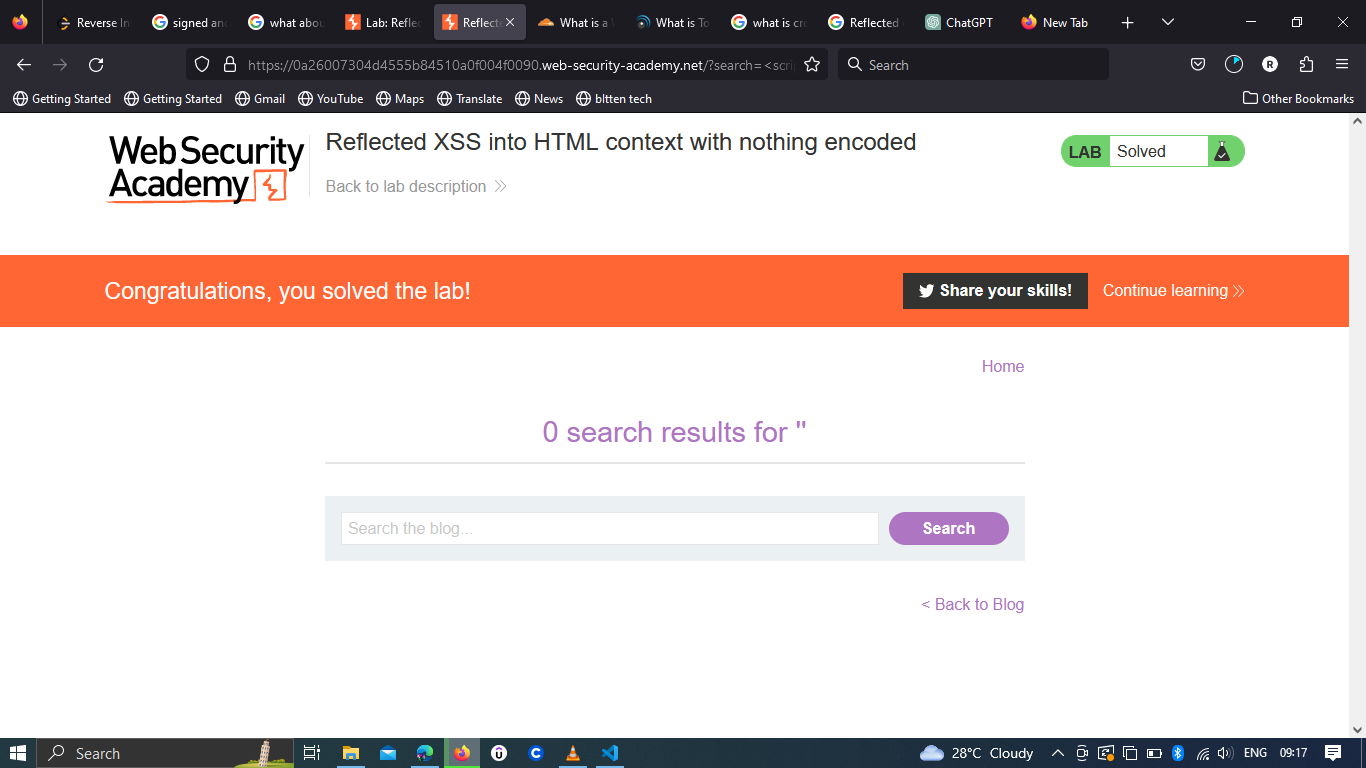 Reverse In
signed an
what abou
Lab: Reflec
Reflecte
What is a
What is To
what is cro
Reflected
ChatGPT
New Tab
https://0a26007304d4555b84510a0f004f0090.web-security-academy.net/?search=<scri
Search
R
Getting Started
Getting Started
Gmail
YouTube
Maps
Translate
News
bltten tech
Other Bookmarks
Web Security
Academy
Reflected XSS into HTML context with nothing encoded
Back to lab description
LAB
Solved
Congratulations, you solved the lab!
Share your skills!
Continue learning
Home
0 search results for ''
Search the blog...
Search
< Back to Blog
Search
28°C Cloudy
ENG
09:17